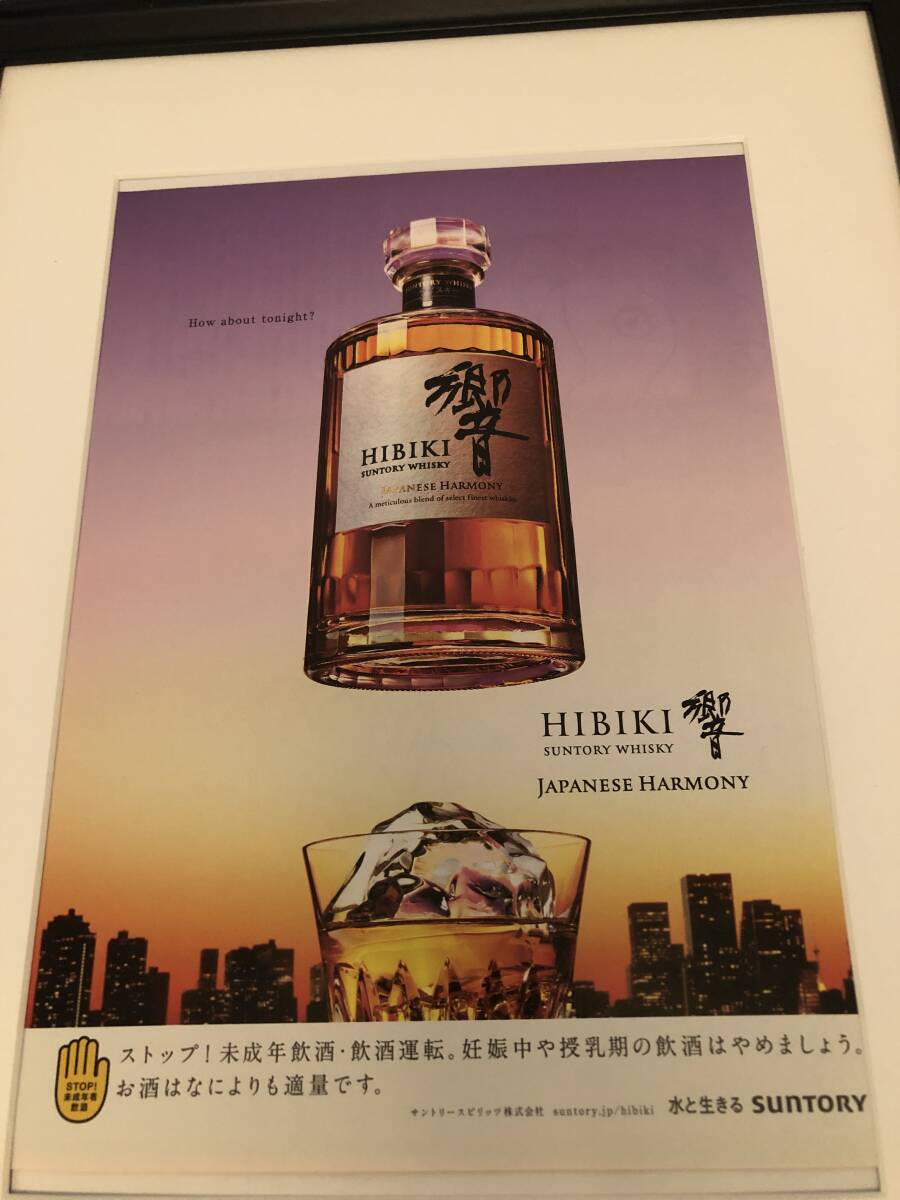 How about tonight?
SUNTORY WHISKY
響
HIBIKI
SUNTORY WHISKY
JAPANESE HARMONY
A meticulous blend of select finest whiskies
HIBIKI 響
SUNTORY WHISKY
JAPANESE HARMONY
STOP!
未成年者
飲酒
ストップ!未成年飲酒・飲酒運転。妊娠中や授乳期の飲酒はやめましょう。
お酒はなによりも適量です。
サントリースピリッツ株式会社 suntory.jp/hibiki 水と生きる SUNTORY